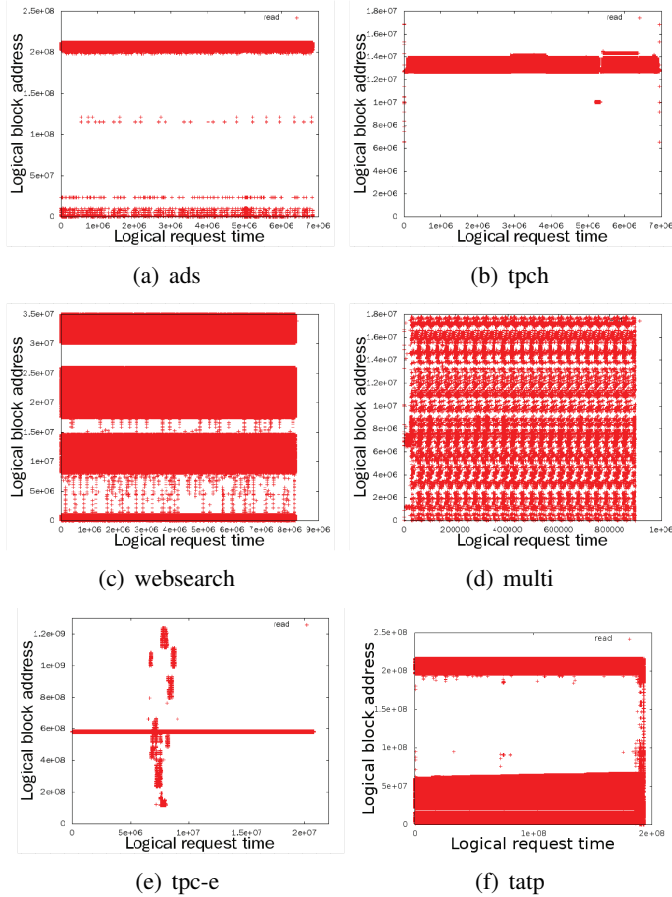 read
2.5e+08
2e+08
1.5e+08
1e+08
5e+07
0
0 1e+06 2e+06 3e+06 4e+06 5e+06 6e+06 7e+06
Logical block address
Logical request time
(a) ads
read
1.8e+07
1.6e+07
1.4e+07
1.2e+07
1e+07
8e+06
6e+06
4e+06
2e+06
0
0 1e+06 2e+06 3e+06 4e+06 5e+06 6e+06 7e+06
Logical block address
Logical request time
(b) tpch
3.5e+07
3e+07
2.5e+07
2e+07
1.5e+07
1e+07
5e+06
0
0 1e+06 2e+06 3e+06 4e+06 5e+06 6e+06 7e+06 8e+06 9e+06
Logical block address
Logical request time
(c) websearch
1.8e+07
1.6e+07
1.4e+07
1.2e+07
1e+07
8e+06
6e+06
4e+06
2e+06
0
0 200000 400000 600000 800000 1e+06
Logical block address
Logical request time
(d) multi
read
1.2e+09
1e+09
8e+08
6e+08
4e+08
2e+08
0
0 5e+06 1e+07 1.5e+07 2e+07
Logical block address
Logical request time
(e) tpc-e
read
2.5e+08
2e+08
1.5e+08
1e+08
5e+07
0
0 1e+08 2e+08
Logical block address
Logical request time
(f) tatp